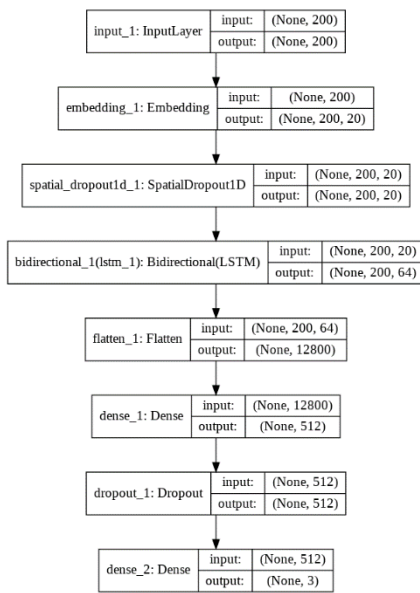 input_1: InputLayer input: (None, 200)
output: (None, 200)
embedding_1: Embedding input: (None, 200)
output: (None, 200, 20)
spatial_dropout1d_1: SpatialDropout1D input: (None, 200, 20)
output: (None, 200, 20)
bidirectional_1(lstm_1): Bidirectional(LSTM) input: (None, 200, 20)
output: (None, 200, 64)
flatten_1: Flatten input: (None, 200, 64)
output: (None, 12800)
dense_1: Dense input: (None, 12800)
output: (None, 512)
dropout_1: Dropout input: (None, 512)
output: (None, 512)
dense_2: Dense input: (None, 512)
output: (None, 3)